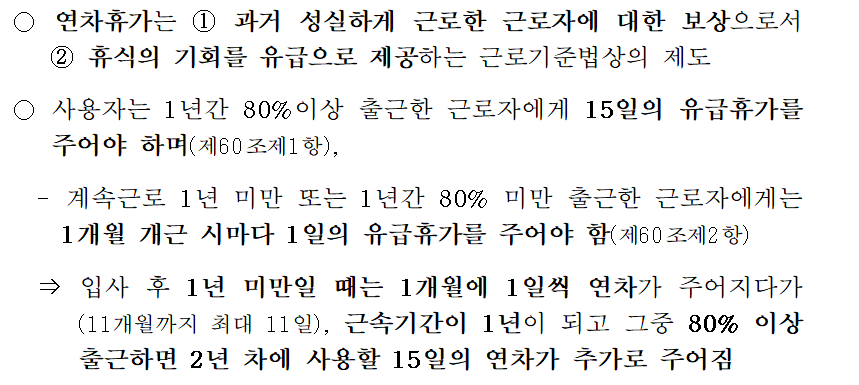 ○ 연차휴가는 ① 과거 성실하게 근로한 근로자에 대한 보상으로서
② 휴식의 기회를 유급으로 제공하는 근로기준법상의 제도
○ 사용자는 1년간 80%이상 출근한 근로자에게 15일의 유급휴가를
주어야 하며(제60조제1항),
- 계속근로 1년 미만 또는 1년간 80% 미만 출근한 근로자에게는
1개월 개근 시마다 1일의 유급휴가를 주어야 함(제60조제2항)
⇒ 입사 후 1년 미만일 때는 1개월에 1일씩 연차가 주어지다가
(11개월까지 최대 11일), 근속기간이 1년이 되고 그중 80% 이상
출근하면 2년 차에 사용할 15일의 연차가 추가로 주어짐